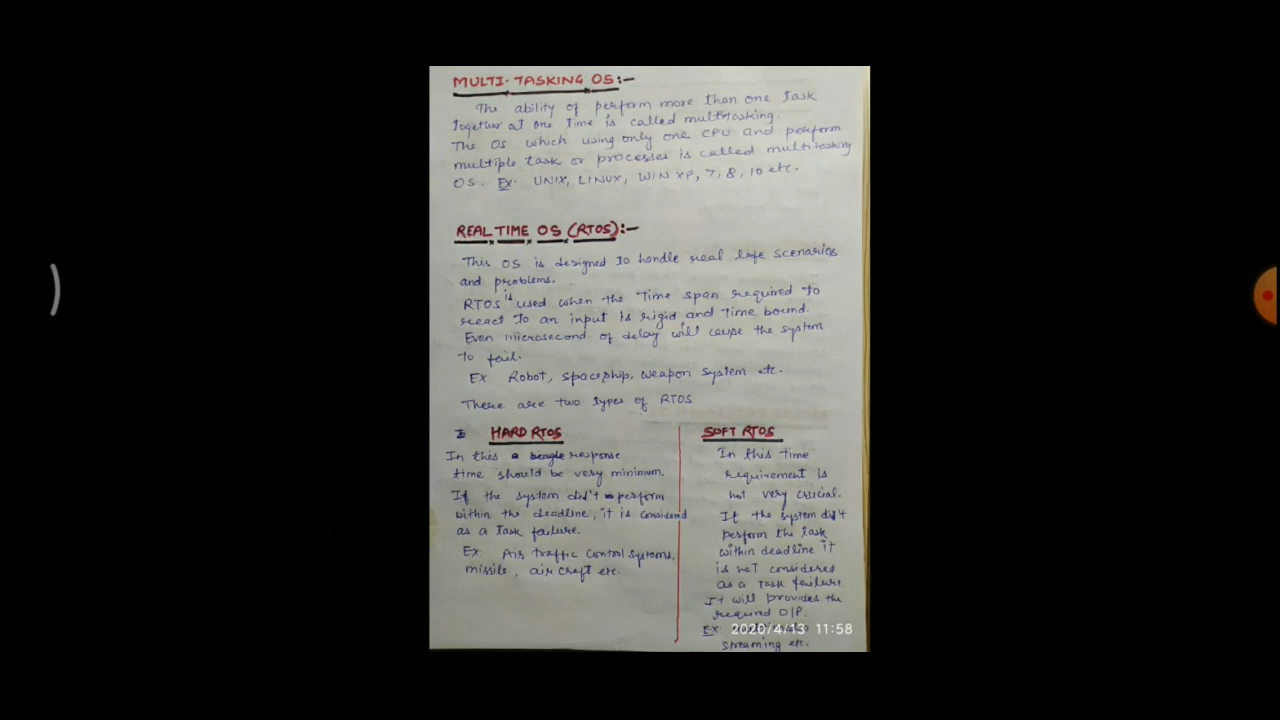 MULTI-TASKING OS:-
The ability of perform more than one task
together at one time is called multitasking.
The OS which using only one CPU and perform
multiple task or processes is called multitasking
OS. Ex: UNIX, LINUX, WIN XP, 7, 8, 10 etc.
REAL TIME OS (RTOS):-
This OS is designed to handle real life scenarios
and problems.
RTOS is used when the time span required to
react to an input is rigid and time bound.
Even microsecond of delay will cause the system
to fail.
Ex Robot, spaceship, weapon system etc.
There are two types of RTOS
HARD RTOS
In this response
time should be very minimum.
If the system did't perform
within the deadline, it is considerd
as a task failure.
Ex: Air traffic control systems,
missile, air craft etc.
SOFT RTOS
In this time
requirement is
not very crucial.
If the system did't
perform the task
within deadline it
is not considered
as a task failure.
It will provides the
required O/P.
Ex:
2020/4/13 11:58
streaming etc.